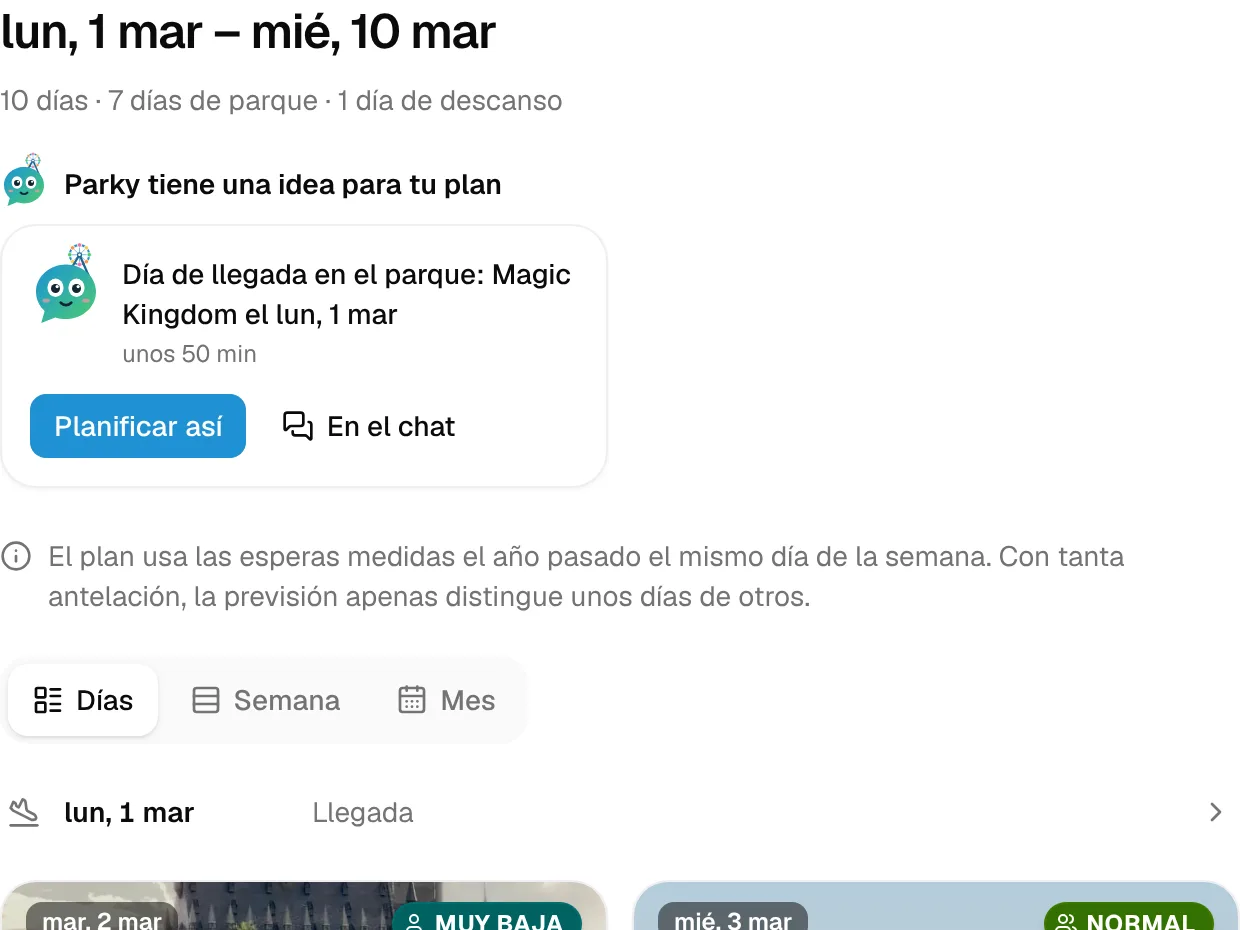 lun, 1 mar – mié, 10 mar
10 días · 7 días de parque · 1 día de descanso
Parky tiene una idea para tu plan
Día de llegada en el parque: Magic
Kingdom el lun, 1 mar
unos 50 min
Planificar así
En el chat
El plan usa las esperas medidas el año pasado el mismo día de la semana. Con tanta
antelación, la previsión apenas distingue unos días de otros.
Días
Semana
Mes
lun, 1 mar
Llegada
mar, 2 mar
MUY BAJA
mié, 3 mar
NORMAL